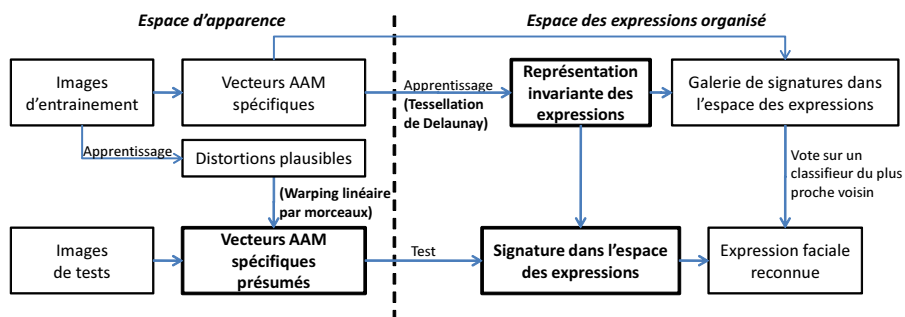 Espace d'apparence
Espace des expressions organisé
Images
d'entrainement
Vecteurs AAM
spécifiques
Apprentissage
(Tessellation
de Delaunay)
Représentation
invariante des
expressions
Galerie de signatures dans
l'espace des expressions
Apprentissage
Distortions plausibles
(Warping linéaire
par morceaux)
Vote sur un
classifieur du plus
proche voisin
Images
de tests
Vecteurs AAM
spécifiques
présumés
Test
Signature dans l'espace
des expressions
Expression faciale
reconnue